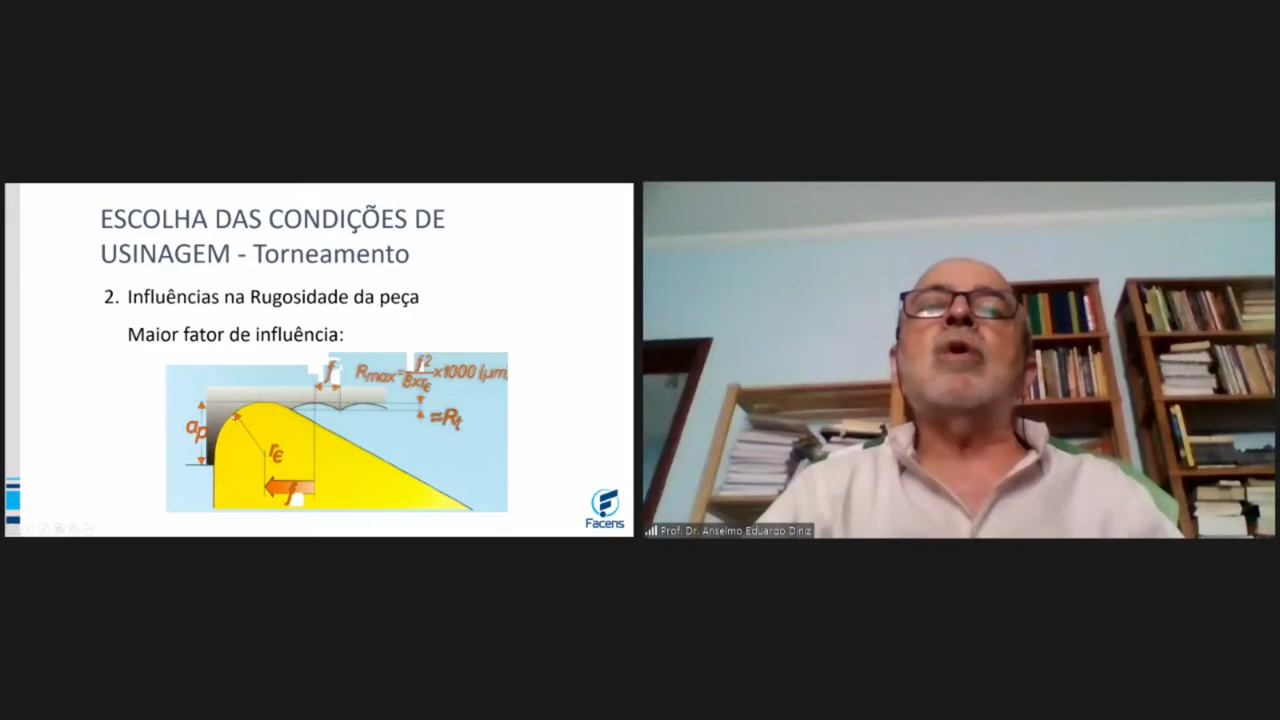 ESCOLHA DAS CONDIÇÕES DE
USINAGEM - Torneamento
2. Influências na Rugosidade da peça
Maior fator de influência:
f
Rmax=f²/8xrε x1000 (µm)
ap
≈Rt
rε
f
Facens
Prof. Dr. Anselmo Eduardo Diniz